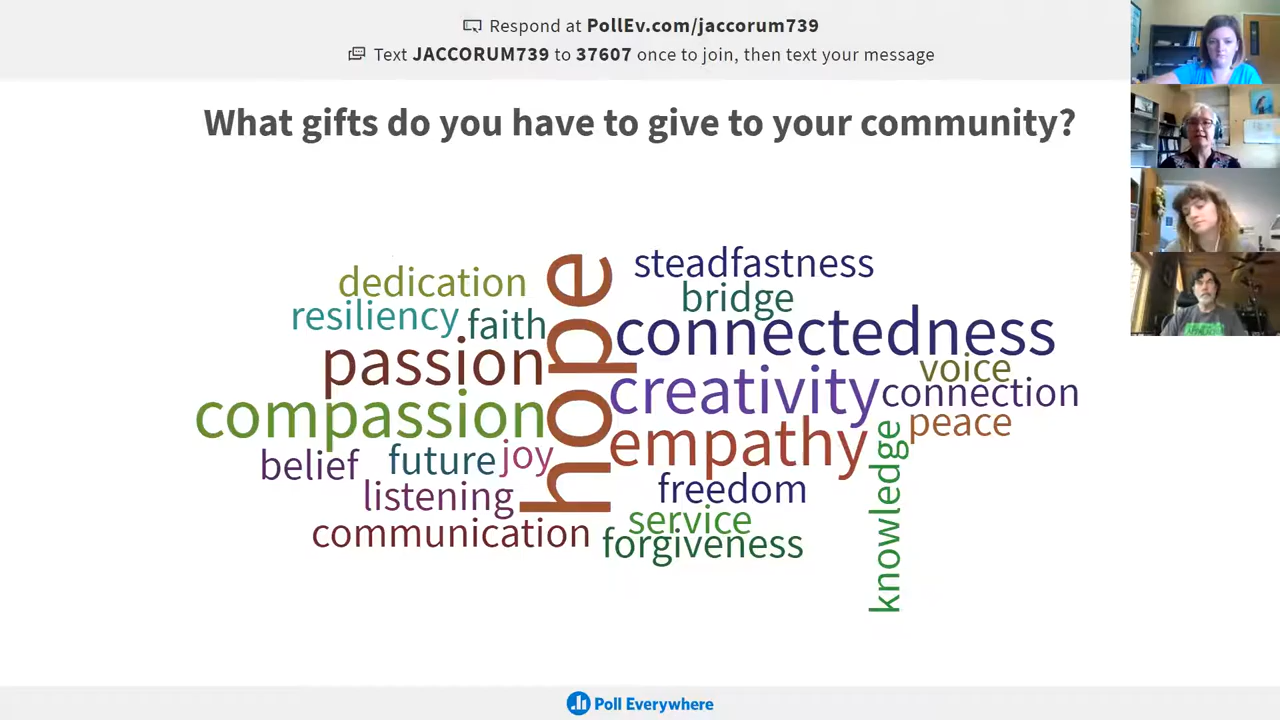 Respond at PollEv.com/jaccorum739
Text JACCORUM739 to 37607 once to join, then text your message
What gifts do you have to give to your community?
steadfastness
dedication
bridge
resiliency
faith
hope
connectedness
passion
voice
creativity
connection
compassion
peace
empathy
joy
future
belief
knowledge
freedom
listening
service
communication
forgiveness
Poll Everywhere